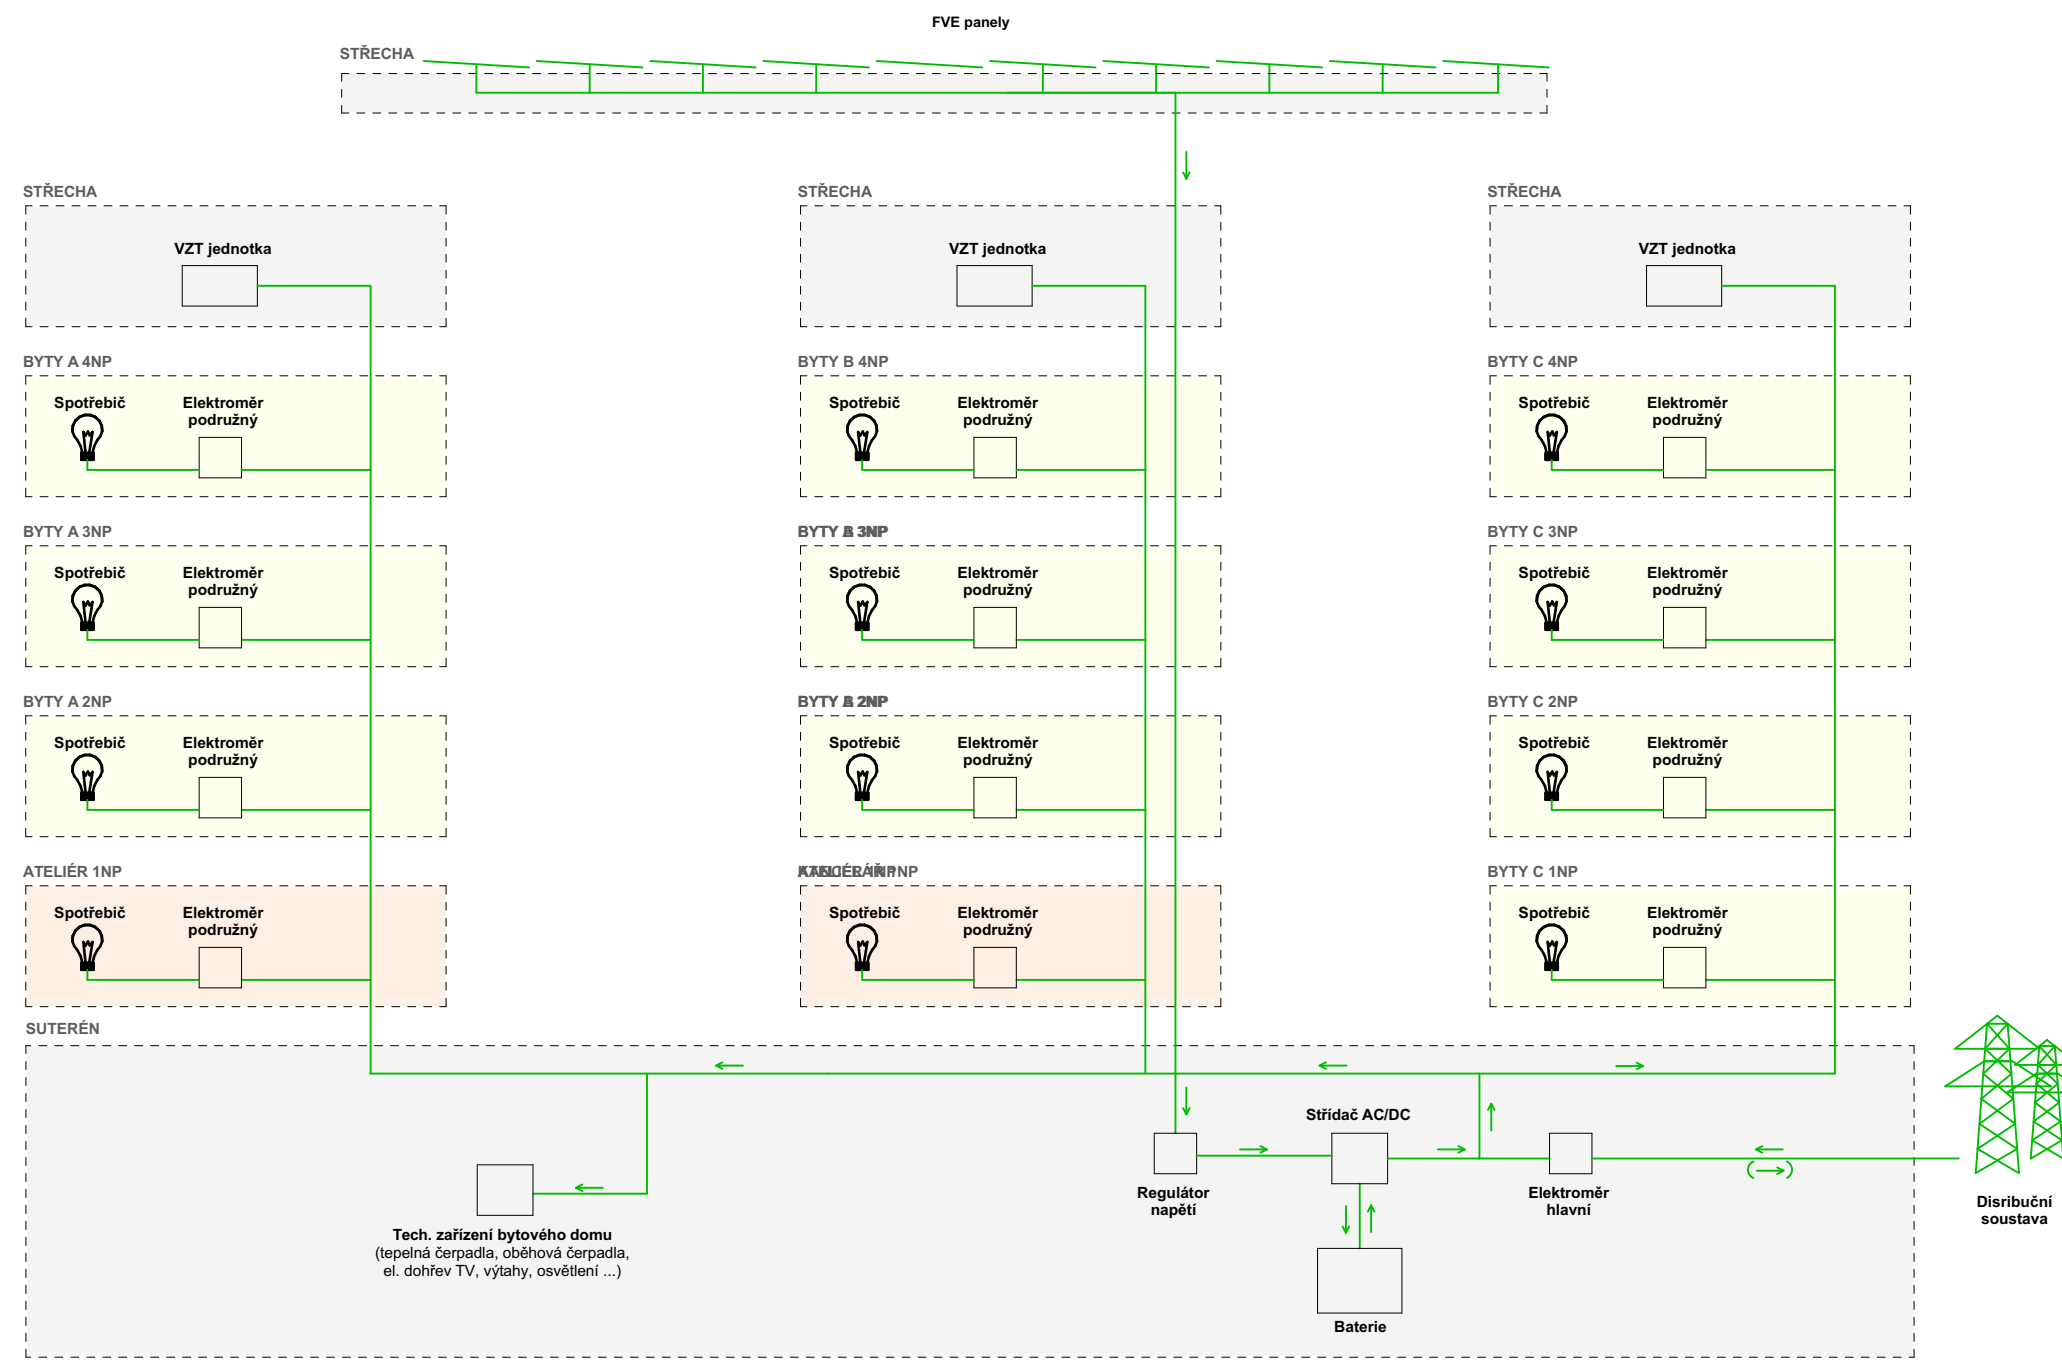 FVE panely
STŘECHA
STŘECHA
STŘECHA
STŘECHA
VZT jednotka
VZT jednotka
VZT jednotka
BYTY A 4NP
BYTY B 4NP
BYTY C 4NP
Spotřebič
Elektroměr
podružný
Spotřebič
Elektroměr
podružný
Spotřebič
Elektroměr
podružný
BYTY A 3NP
BYTY B 3NP
BYTY C 3NP
Spotřebič
Elektroměr
podružný
Spotřebič
Elektroměr
podružný
Spotřebič
Elektroměr
podružný
BYTY A 2NP
BYTY B 2NP
BYTY C 2NP
Spotřebič
Elektroměr
podružný
Spotřebič
Elektroměr
podružný
Spotřebič
Elektroměr
podružný
ATELIÉR 1NP
BYTY C 1NP
Spotřebič
Elektroměr
podružný
Spotřebič
Elektroměr
podružný
Spotřebič
Elektroměr
podružný
SUTERÉN
Střídač AC/DC
Regulátor
napětí
Elektroměr
hlavní
Disribuční
soustava
Tech. zařízení bytového domu
(tepelná čerpadla, oběhová čerpadla,
el. dohřev TV, výtahy, osvětlení ...)
Baterie